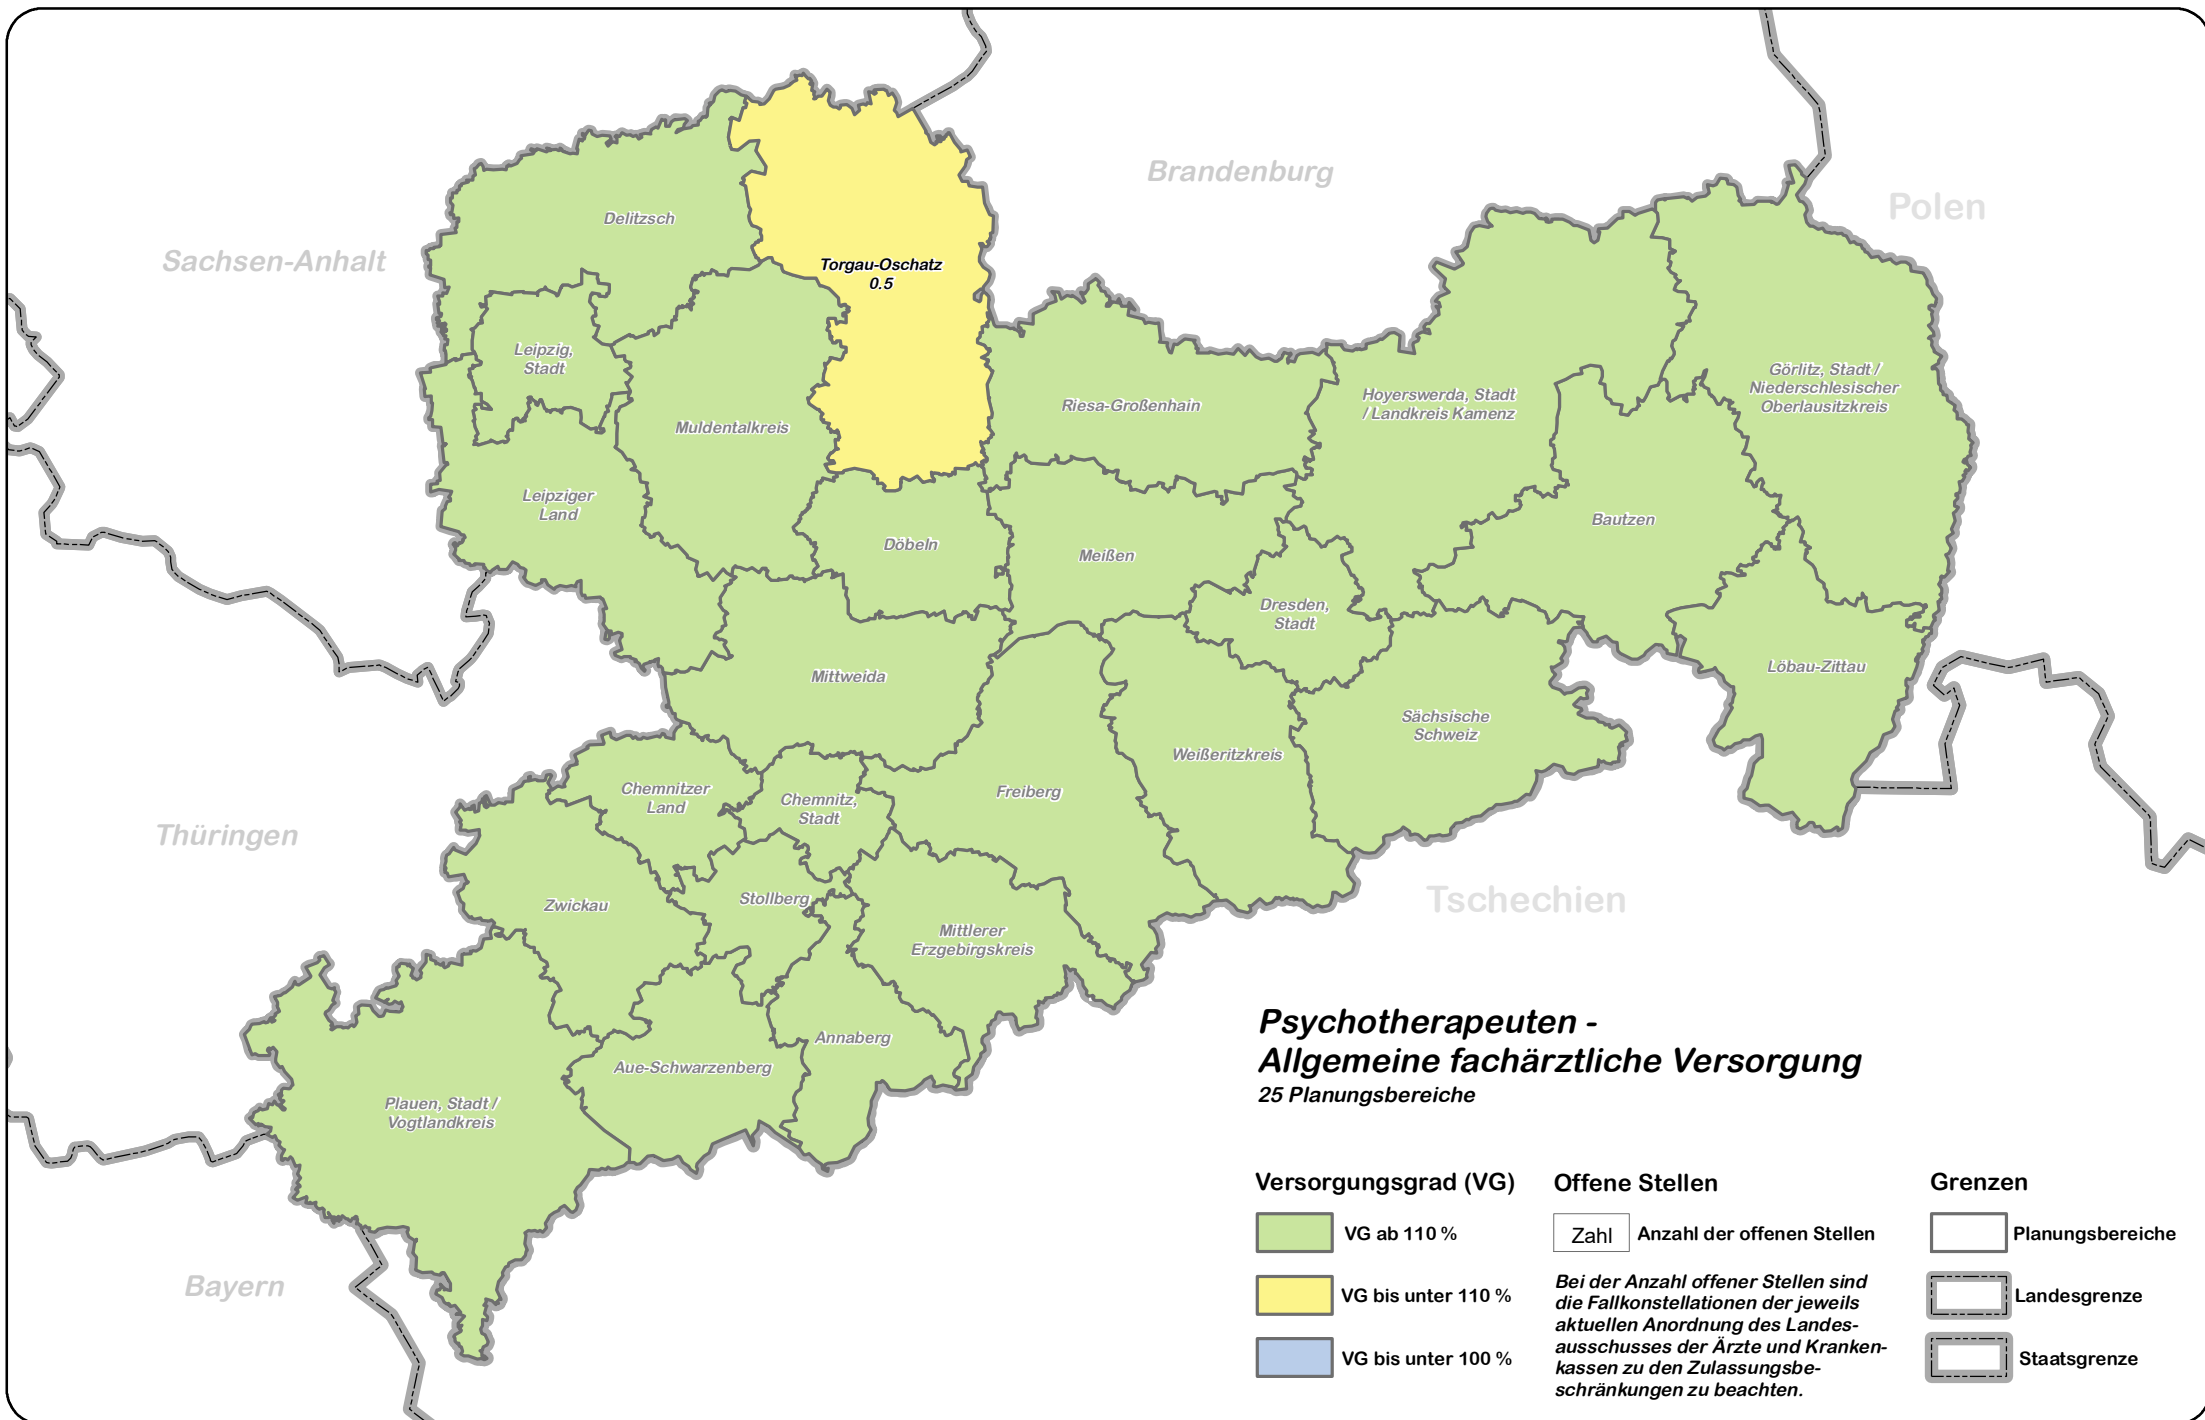 Brandenburg
Polen
Sachsen-Anhalt
Delitzsch
Torgau-Oschatz
0.5
Leipzig,
Stadt
Riesa-Großenhain
Hoyerswerda, Stadt
/ Landkreis Kamenz
Görlitz, Stadt /
Niederschlesischer
Oberlausitzkreis
Muldentalkreis
Leipziger
Land
Döbeln
Meißen
Bautzen
Dresden,
Stadt
Mittweida
Löbau-Zittau
Sächsische
Schweiz
Weißeritzkreis
Chemnitzer
Land
Chemnitz,
Stadt
Freiberg
Thüringen
Zwickau
Stollberg
Mittlerer
Erzgebirgskreis
Tschechien
Annaberg
Aue-Schwarzenberg
Plauen, Stadt /
Vogtlandkreis
Bayern
Psychotherapeuten -
Allgemeine fachärztliche Versorgung
25 Planungsbereiche
Versorgungsgrad (VG)
VG ab 110 %
VG bis unter 110 %
VG bis unter 100 %
Offene Stellen
Zahl Anzahl der offenen Stellen
Bei der Anzahl offener Stellen sind
die Fallkonstellationen der jeweils
aktuellen Anordnung des Landes-
ausschusses der Ärzte und Kranken-
kassen zu den Zulassungsbe-
schränkungen zu beachten.
Grenzen
Planungsbereiche
Landesgrenze
Staatsgrenze